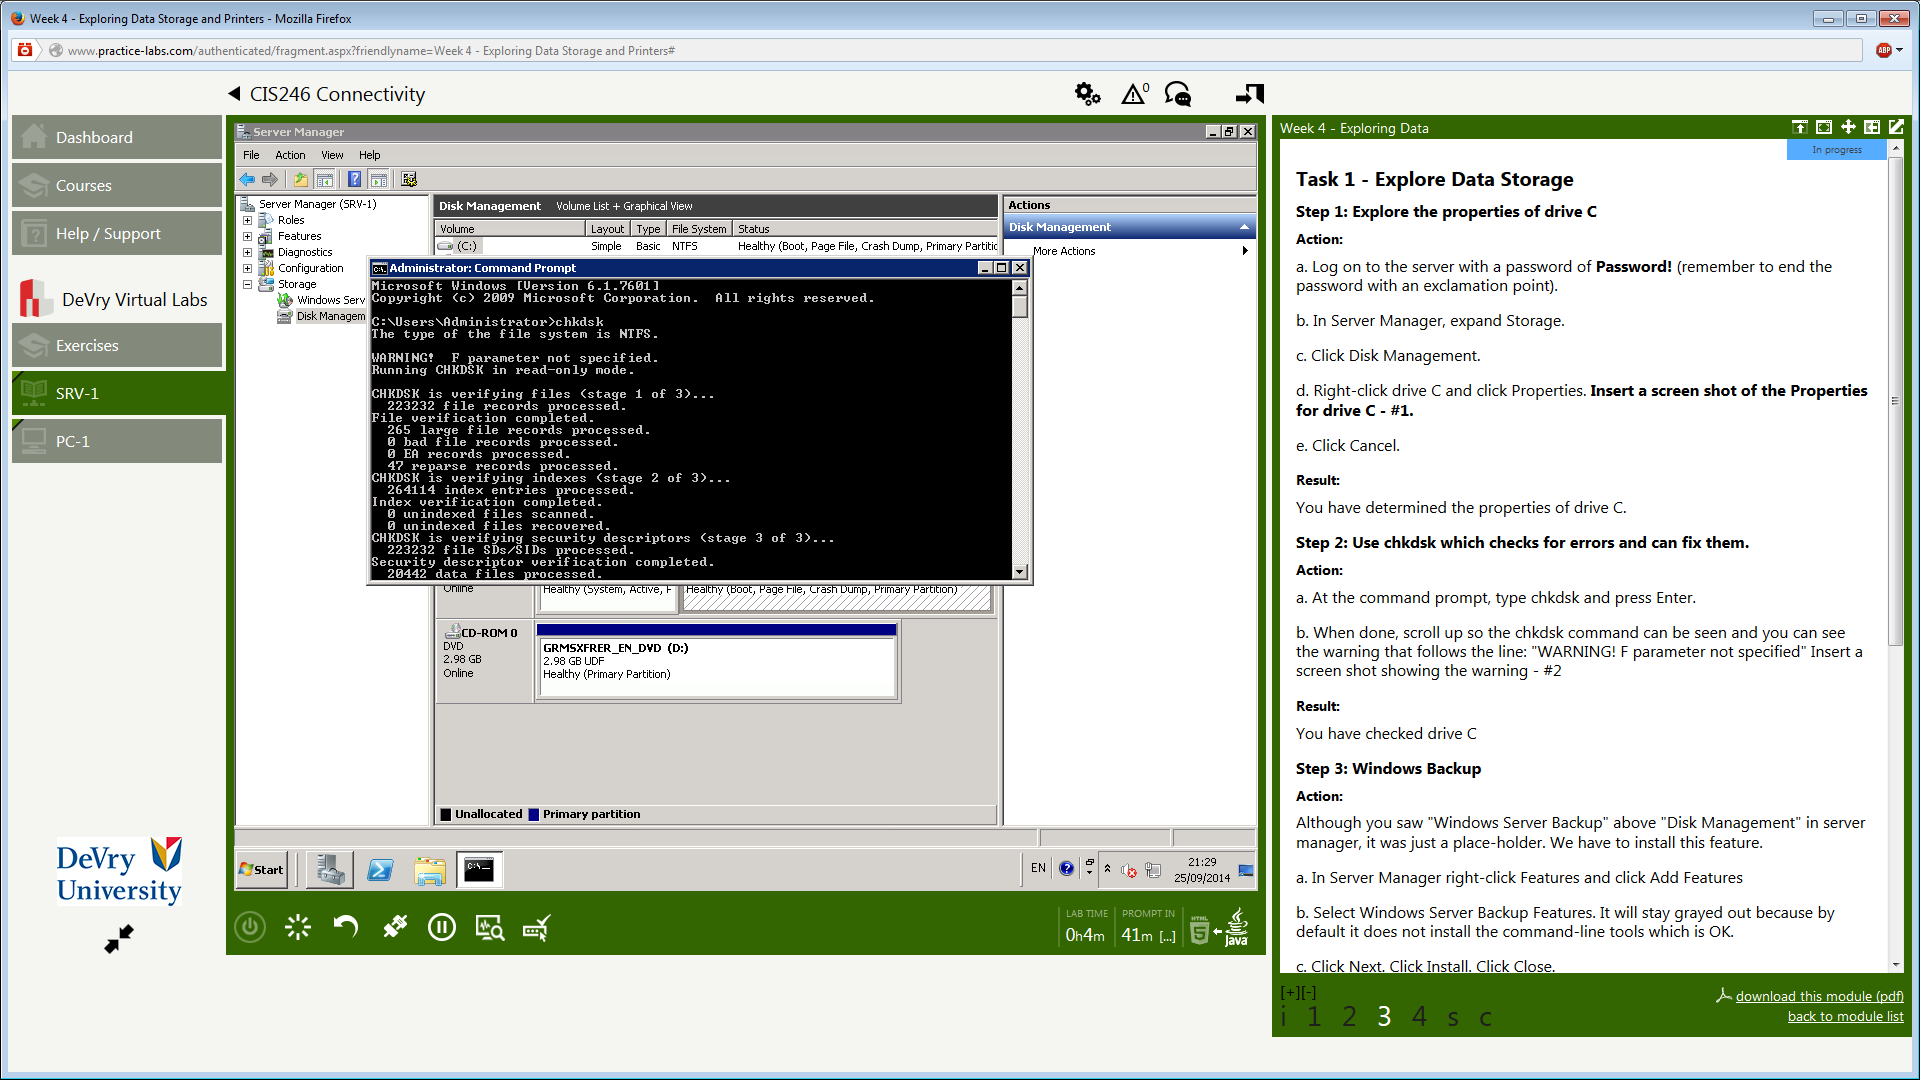 Week 4 - Exploring Data Storage and Printers - Mozilla Firefox
www.practice-labs.com/authenticated/fragment.aspx?friendlyname=Week 4 - Exploring Data Storage and Printers#
ABP
CIS246 Connectivity
0
Dashboard
Courses
Help / Support
DeVry Virtual Labs
Exercises
SRV-1
PC-1
DeVry
University
Server Manager
File Action View Help
Server Manager (SRV-1)
Roles
Features
Diagnostics
Configuration
Storage
Windows Serv
Disk Managem
Disk Management Volume List + Graphical View
Volume Layout Type File System Status
(C:) Simple Basic NTFS Healthy (Boot, Page File, Crash Dump, Primary Partitic
Actions
Disk Management
More Actions
Administrator: Command Prompt
Microsoft Windows [Version 6.1.7601]
Copyright (c) 2009 Microsoft Corporation. All rights reserved.
C:\Users\Administrator>chkdsk
The type of the file system is NTFS.
WARNING! F parameter not specified.
Running CHKDSK in read-only mode.
CHKDSK is verifying files (stage 1 of 3)...
223232 file records processed.
File verification completed.
265 large file records processed.
0 bad file records processed.
0 EA records processed.
47 reparse records processed.
CHKDSK is verifying indexes (stage 2 of 3)...
264114 index entries processed.
Index verification completed.
0 unindexed files scanned.
0 unindexed files recovered.
CHKDSK is verifying security descriptors (stage 3 of 3)...
223232 file SDs/SIDs processed.
Security descriptor verification completed.
20442 data files processed.
Online Healthy (System, Active, F Healthy (Boot, Page File, Crash Dump, Primary Partition)
CD-ROM 0
DVD
2.98 GB
Online
GRMSXFRER_EN_DVD (D:)
2.98 GB UDF
Healthy (Primary Partition)
Unallocated Primary partition
Start
EN
21:29
25/09/2014
LAB TIME
0h4m
PROMPT IN
41m [...]
HTML
5
Java
Week 4 - Exploring Data
In progress
Task 1 - Explore Data Storage
Step 1: Explore the properties of drive C
Action:
a. Log on to the server with a password of Password! (remember to end the
password with an exclamation point).
b. In Server Manager, expand Storage.
c. Click Disk Management.
d. Right-click drive C and click Properties. Insert a screen shot of the Properties
for drive C - #1.
e. Click Cancel.
Result:
You have determined the properties of drive C.
Step 2: Use chkdsk which checks for errors and can fix them.
Action:
a. At the command prompt, type chkdsk and press Enter.
b. When done, scroll up so the chkdsk command can be seen and you can see
the warning that follows the line: "WARNING! F parameter not specified" Insert a
screen shot showing the warning - #2
Result:
You have checked drive C
Step 3: Windows Backup
Action:
Although you saw "Windows Server Backup" above "Disk Management" in server
manager, it was just a place-holder. We have to install this feature.
a. In Server Manager right-click Features and click Add Features
b. Select Windows Server Backup Features. It will stay grayed out because by
default it does not install the command-line tools which is OK.
c. Click Next. Click Install. Click Close.
[+][-]
i 1 2 3 4 s c
download this module (pdf)
back to module list